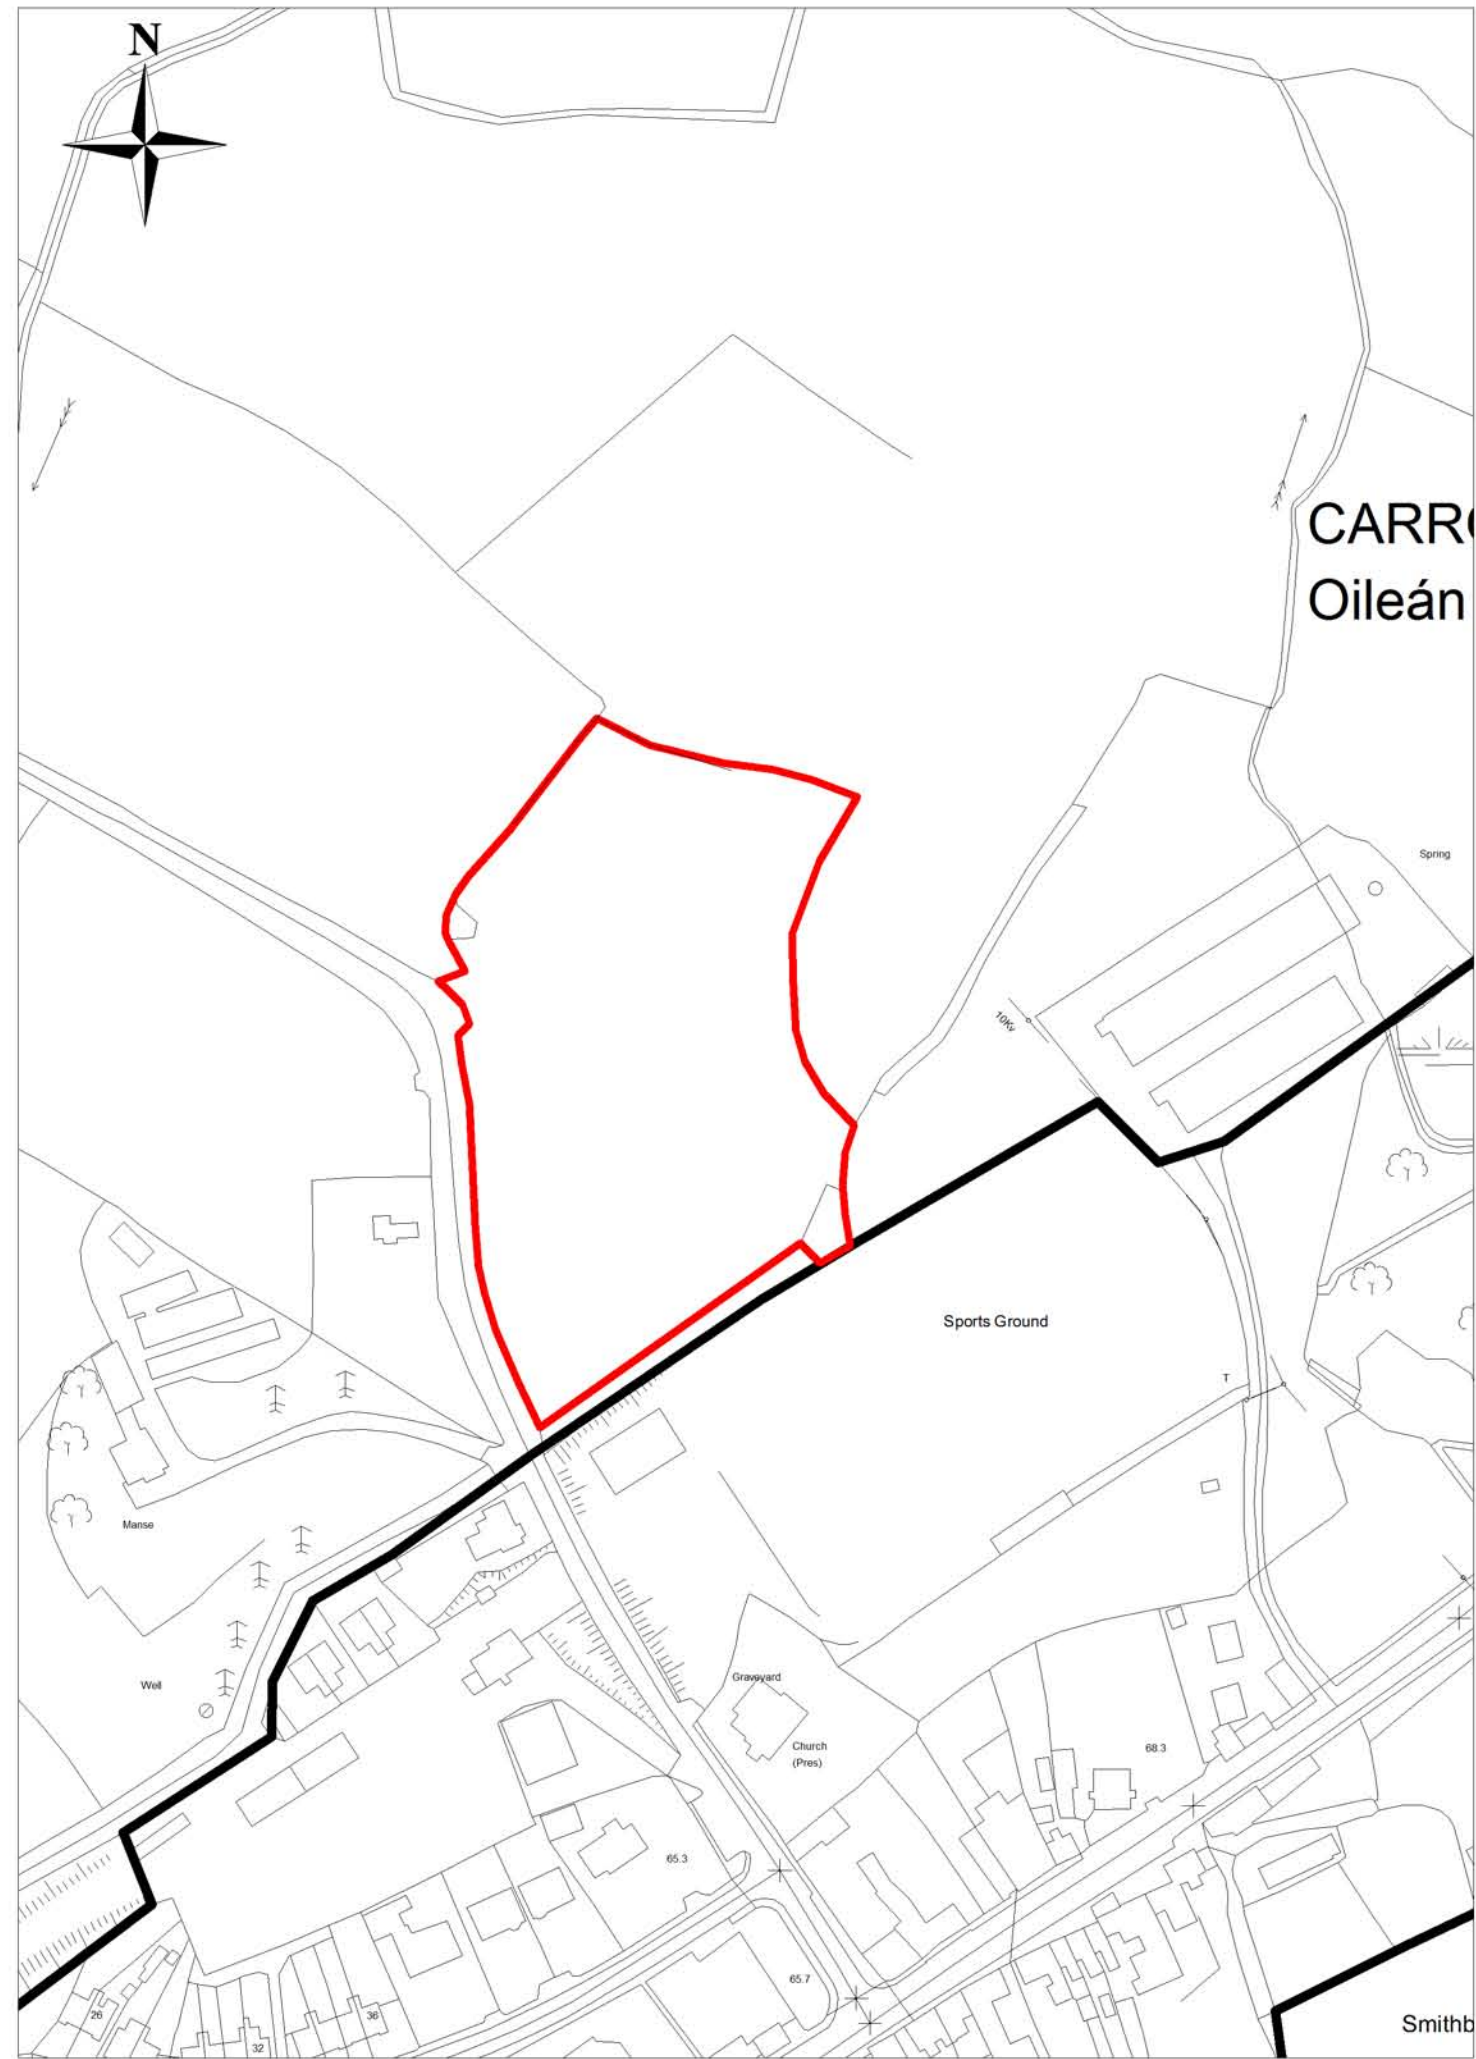 N
CARR
Oileán
Spring
10Kv
Sports Ground
T
Manse
Well
Graveyard
Church
(Pres)
68.3
65.3
65.7
26
36
32
Smithb